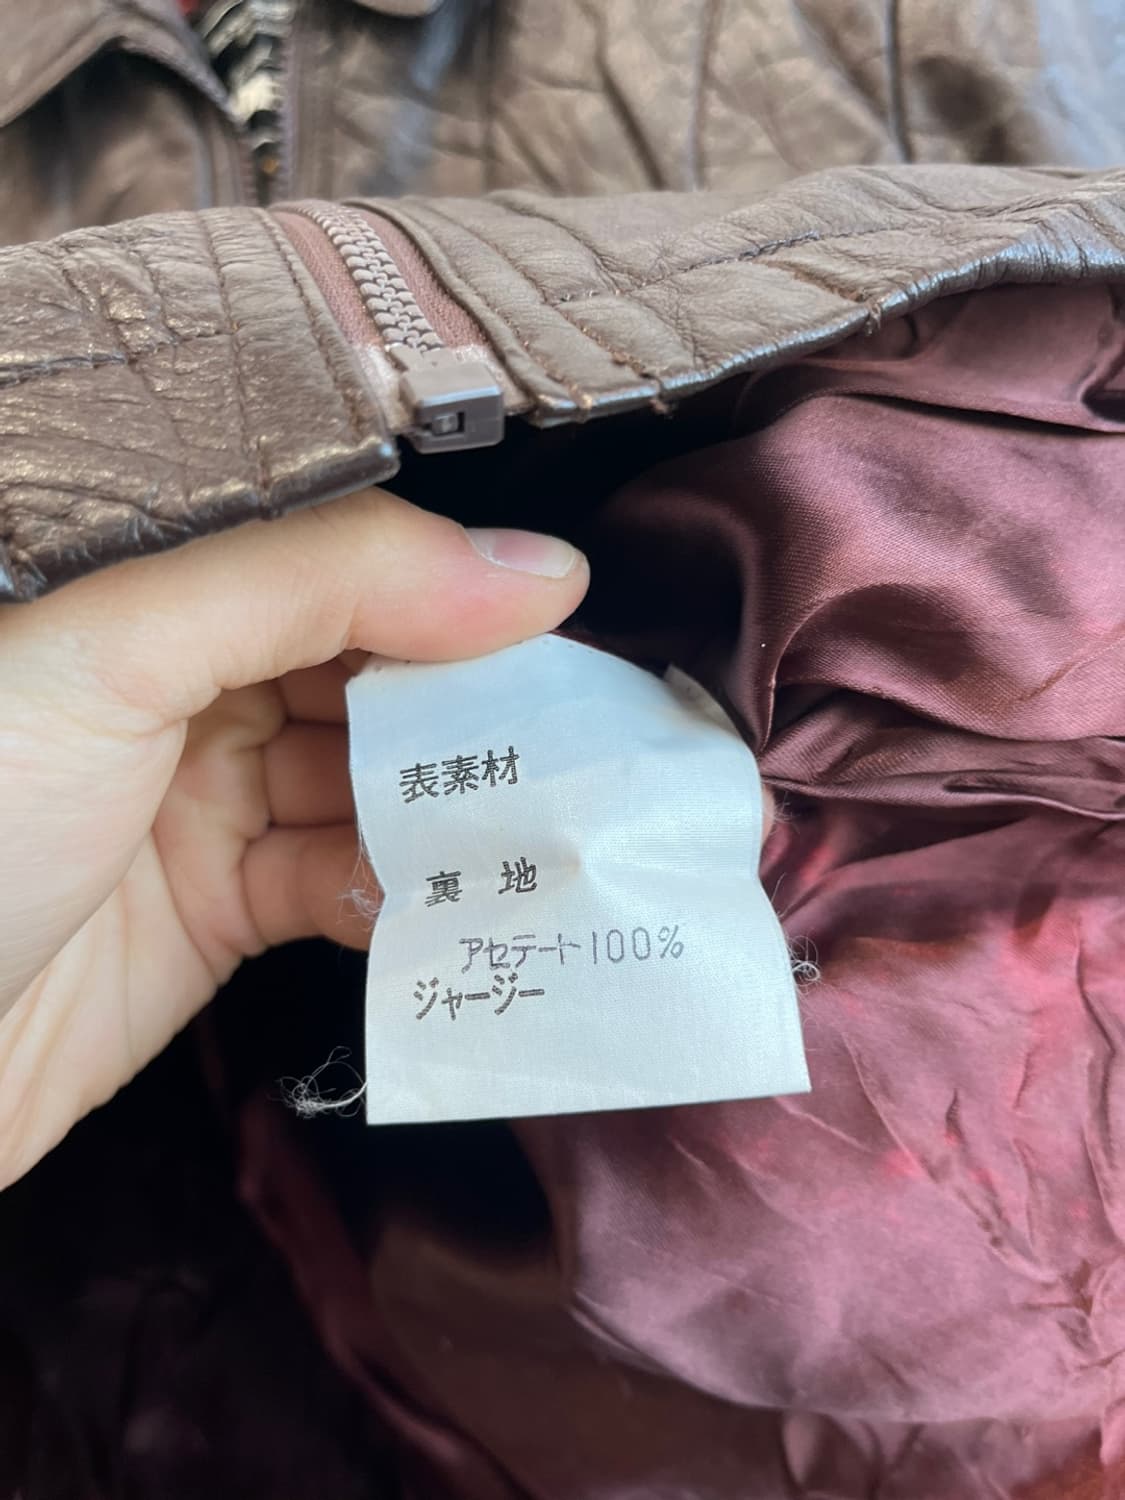 表素材
裏 地
アセテート100%
ジャージー